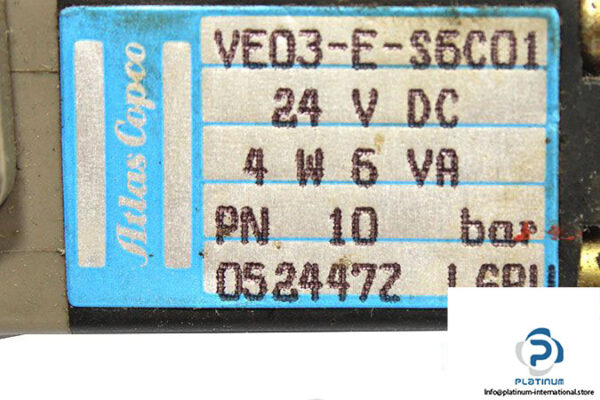 Atlas Copco
VE03-E-S6C01
24 V DC
4 W 6 VA
PN 10 bar
0524472
PLATINUM
Info@platinum-international.store